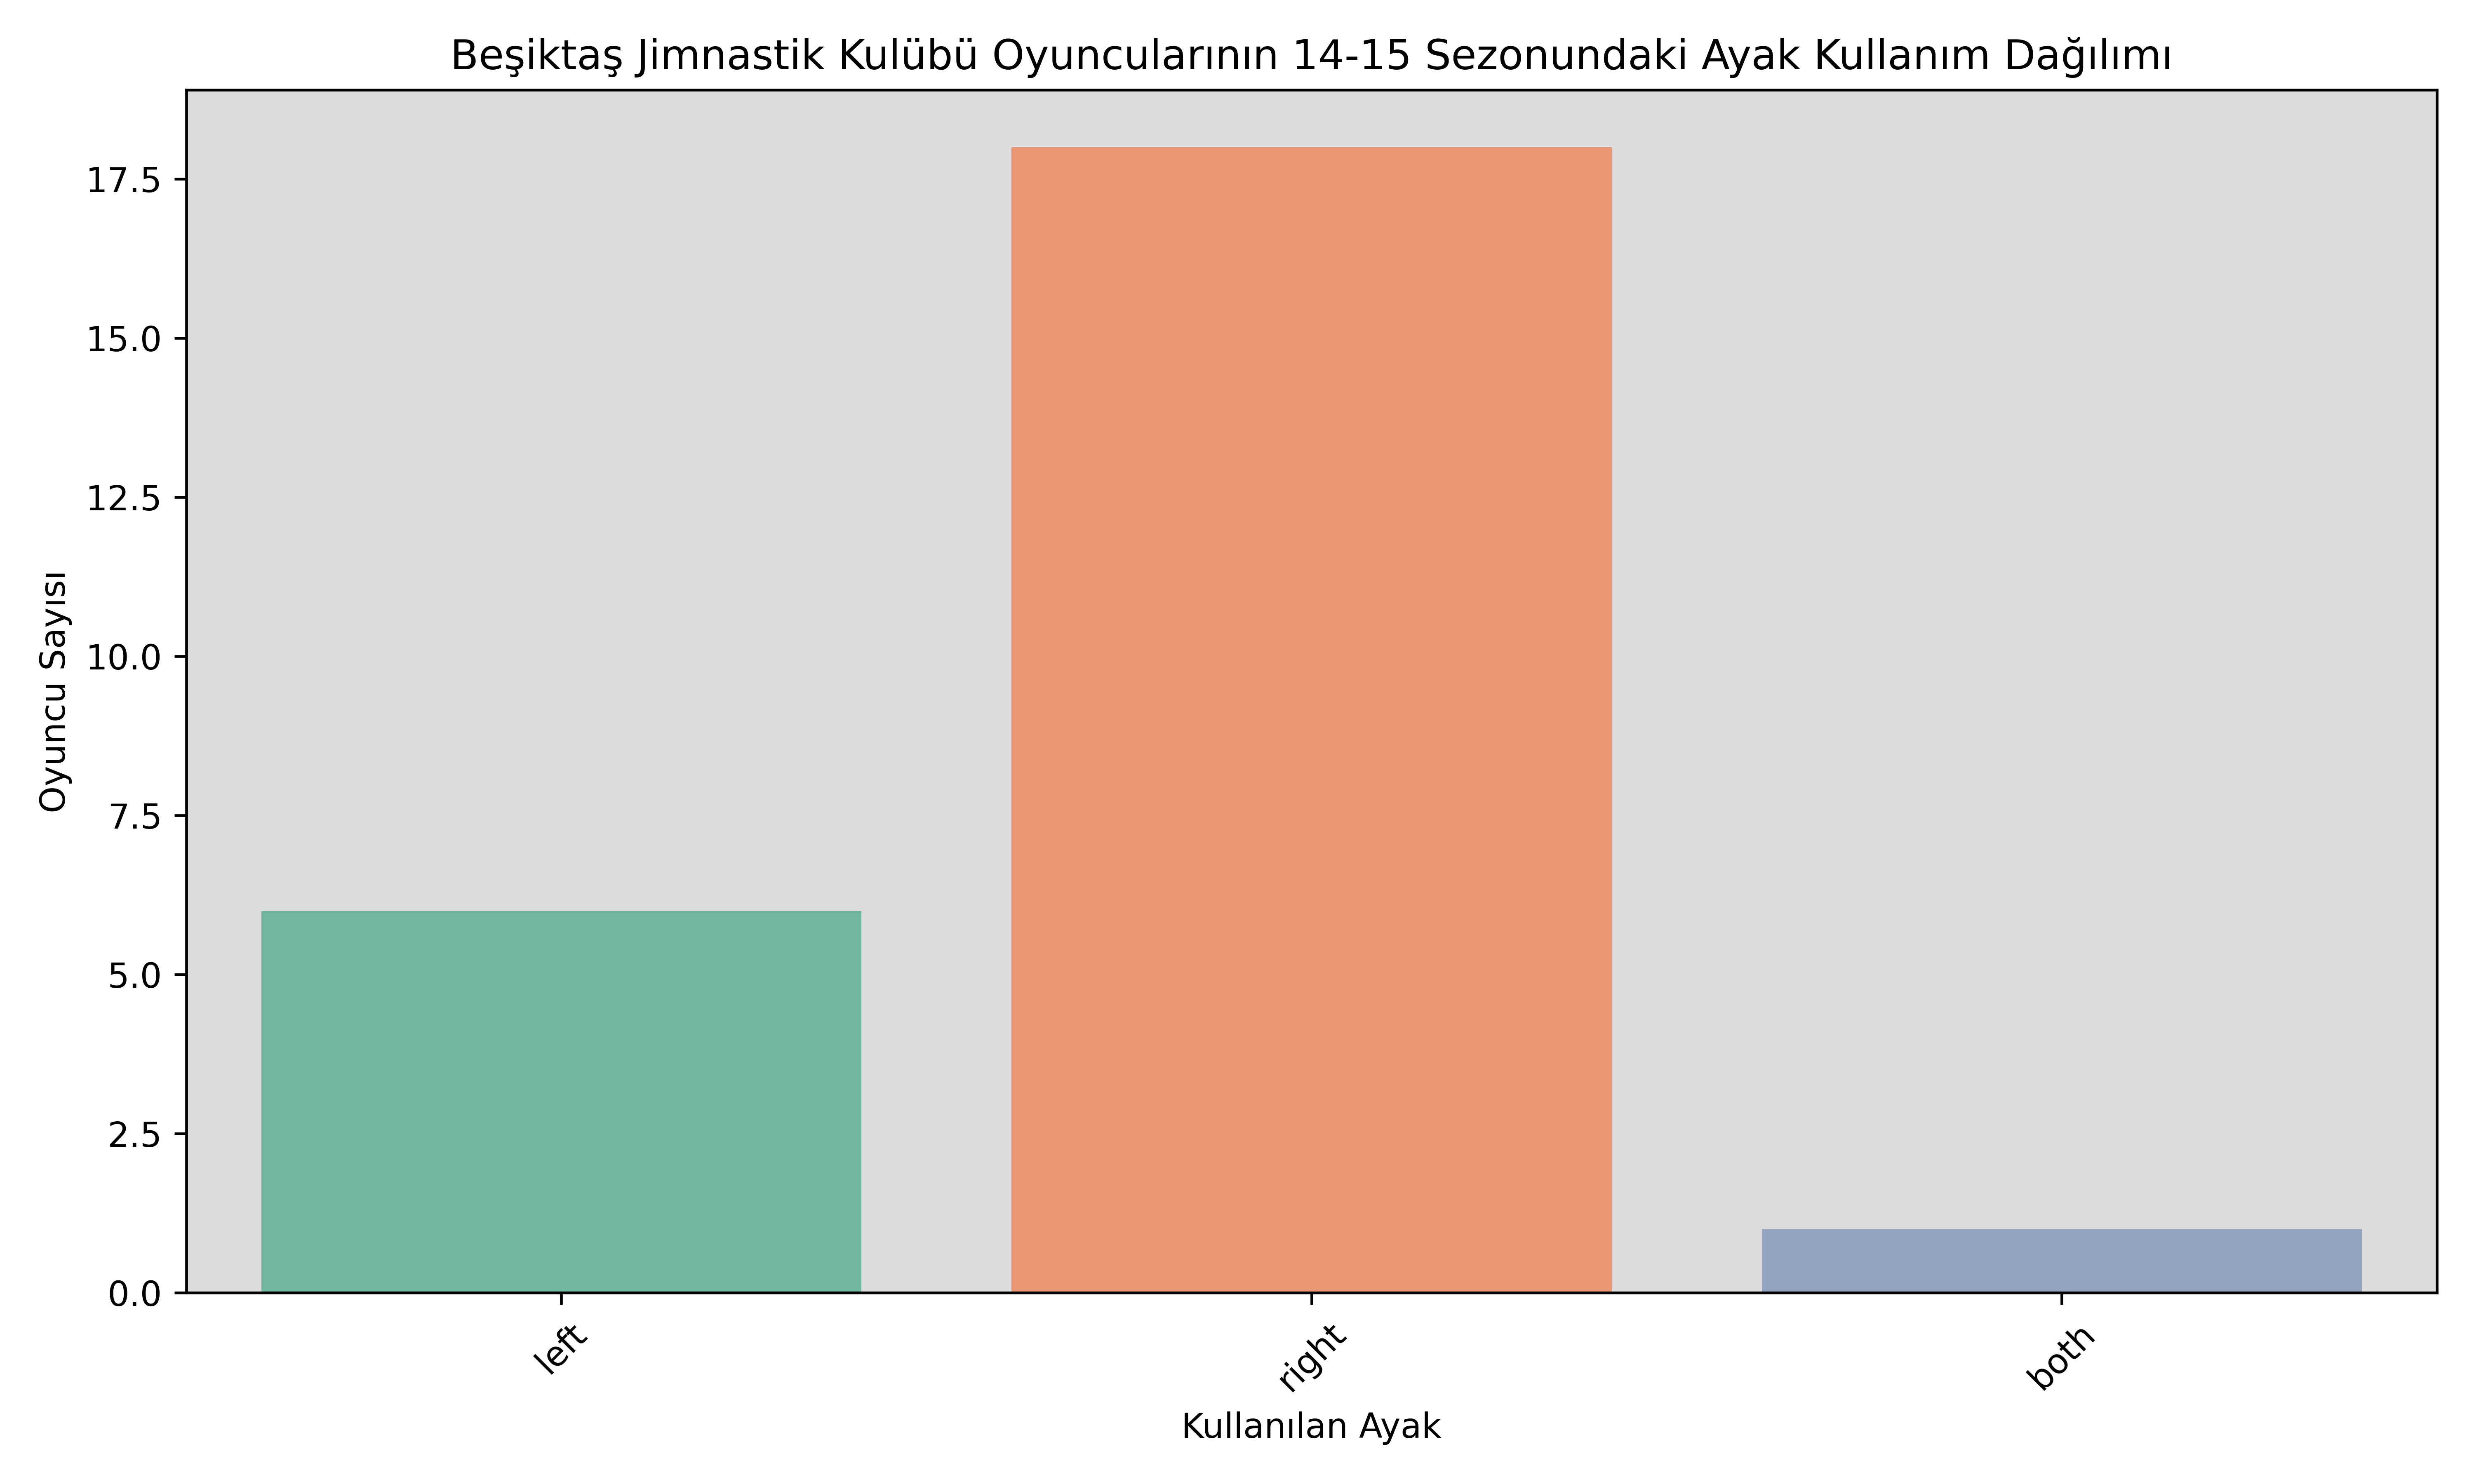 Beşiktaş Jimnastik Kulübü Oyuncularının 14-15 Sezonundaki Ayak Kullanım Dağılımı
Oyuncu Sayısı
17.5
15.0
12.5
10.0
7.5
5.0
2.5
0.0
left
right
both
Kullanılan Ayak